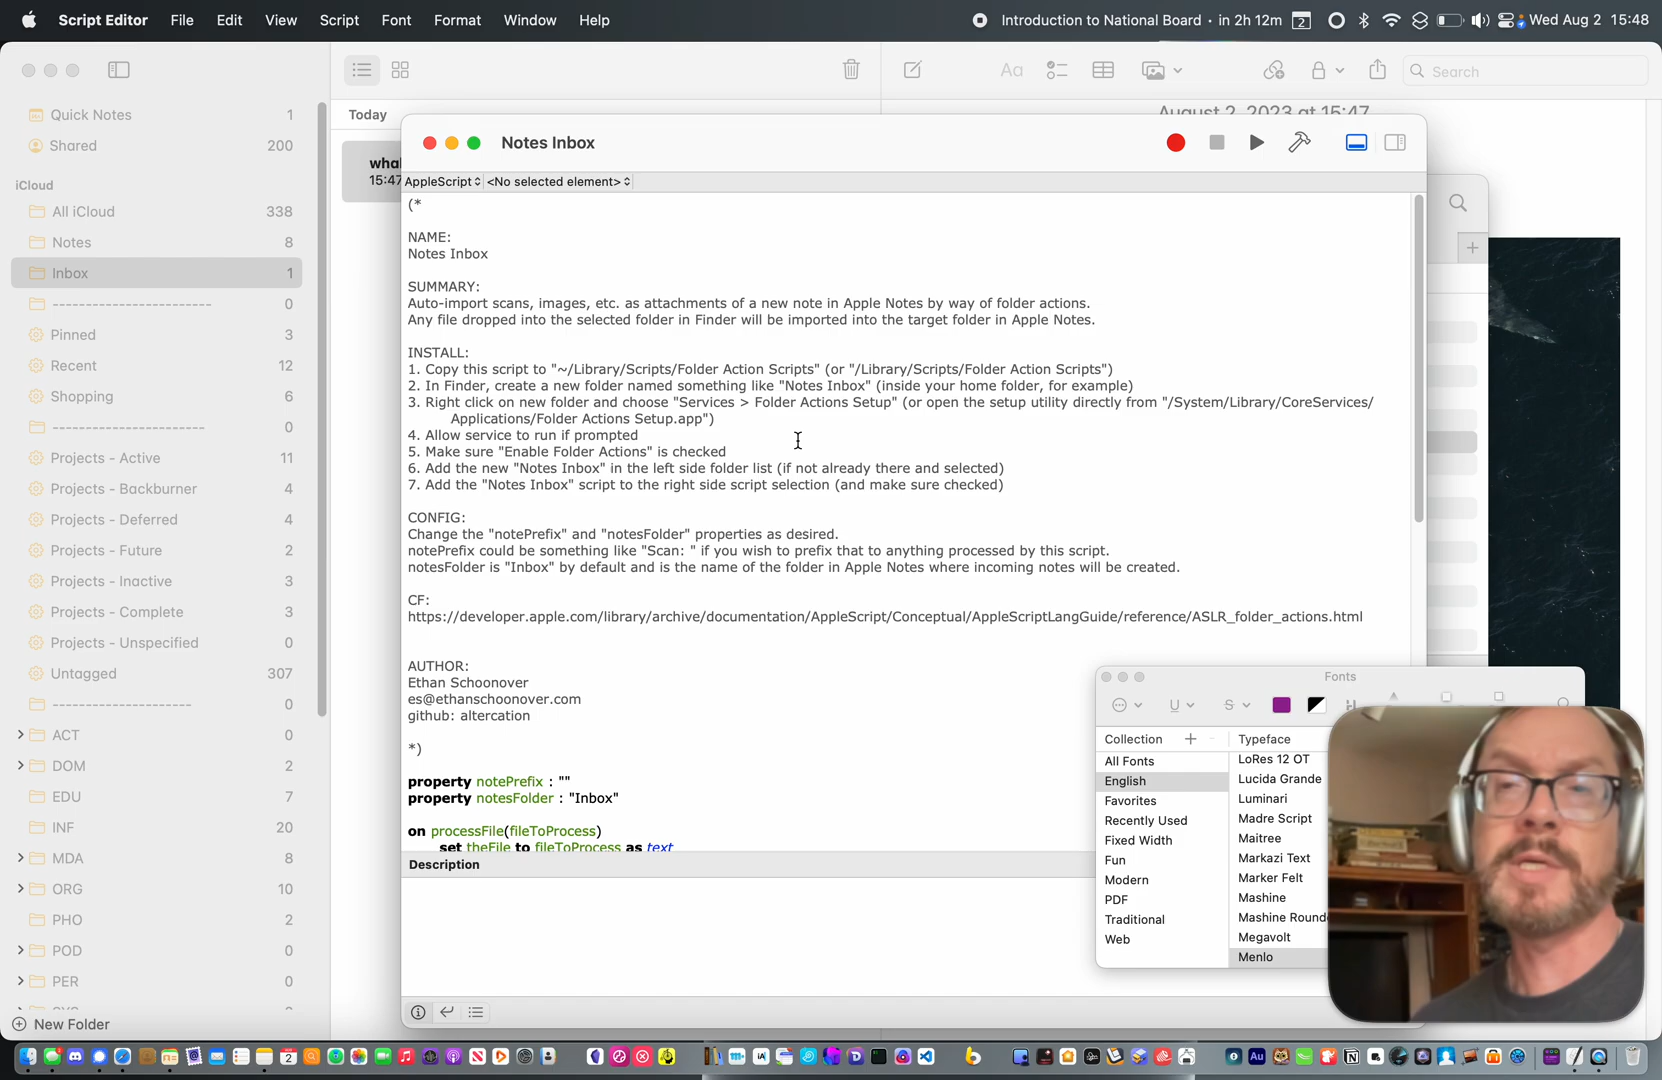 Script Editor File Edit View Script Font Format Window Help
Introduction to National Board • in 2h 12m 2 Wed Aug 2 15:48
Aa
Search
Quick Notes 1
Shared 200
iCloud
All iCloud 338
Notes 8
Inbox 1
------------------------ 0
Pinned 3
Recent 12
Shopping 6
----------------------- 0
Projects - Active 11
Projects - Backburner 4
Projects - Deferred 4
Projects - Future 2
Projects - Inactive 3
Projects - Complete 3
Projects - Unspecified 0
Untagged 307
--------------------- 0
ACT 0
DOM 2
EDU 7
INF 20
MDA 8
ORG 10
PHO 2
POD 0
PER 0
New Folder
Today
15:47
August 2, 2023 at 15:47
Notes Inbox
AppleScript <No selected element>
(*
NAME:
Notes Inbox
SUMMARY:
Auto-import scans, images, etc. as attachments of a new note in Apple Notes by way of folder actions.
Any file dropped into the selected folder in Finder will be imported into the target folder in Apple Notes.
INSTALL:
1. Copy this script to "~/Library/Scripts/Folder Action Scripts" (or "/Library/Scripts/Folder Action Scripts")
2. In Finder, create a new folder named something like "Notes Inbox" (inside your home folder, for example)
3. Right click on new folder and choose "Services > Folder Actions Setup" (or open the setup utility directly from "/System/Library/CoreServices/
Applications/Folder Actions Setup.app")
4. Allow service to run if prompted
5. Make sure "Enable Folder Actions" is checked
6. Add the new "Notes Inbox" in the left side folder list (if not already there and selected)
7. Add the "Notes Inbox" script to the right side script selection (and make sure checked)
CONFIG:
Change the "notePrefix" and "notesFolder" properties as desired.
notePrefix could be something like "Scan: " if you wish to prefix that to anything processed by this script.
notesFolder is "Inbox" by default and is the name of the folder in Apple Notes where incoming notes will be created.
CF:
https://developer.apple.com/library/archive/documentation/AppleScript/Conceptual/AppleScriptLangGuide/reference/ASLR_folder_actions.html
AUTHOR:
Ethan Schoonover
es@ethanschoonover.com
github: altercation
*)
property notePrefix : ""
property notesFolder : "Inbox"
on processFile(fileToProcess)
set theFile to fileToProcess as text
Description
Fonts
Collection
All Fonts
English
Favorites
Recently Used
Fixed Width
Fun
Modern
PDF
Traditional
Web
Typeface
LoRes 12 OT
Lucida Grande
Luminari
Madre Script
Maitree
Markazi Text
Marker Felt
Mashine
Mashine Round
Megavolt
Menlo